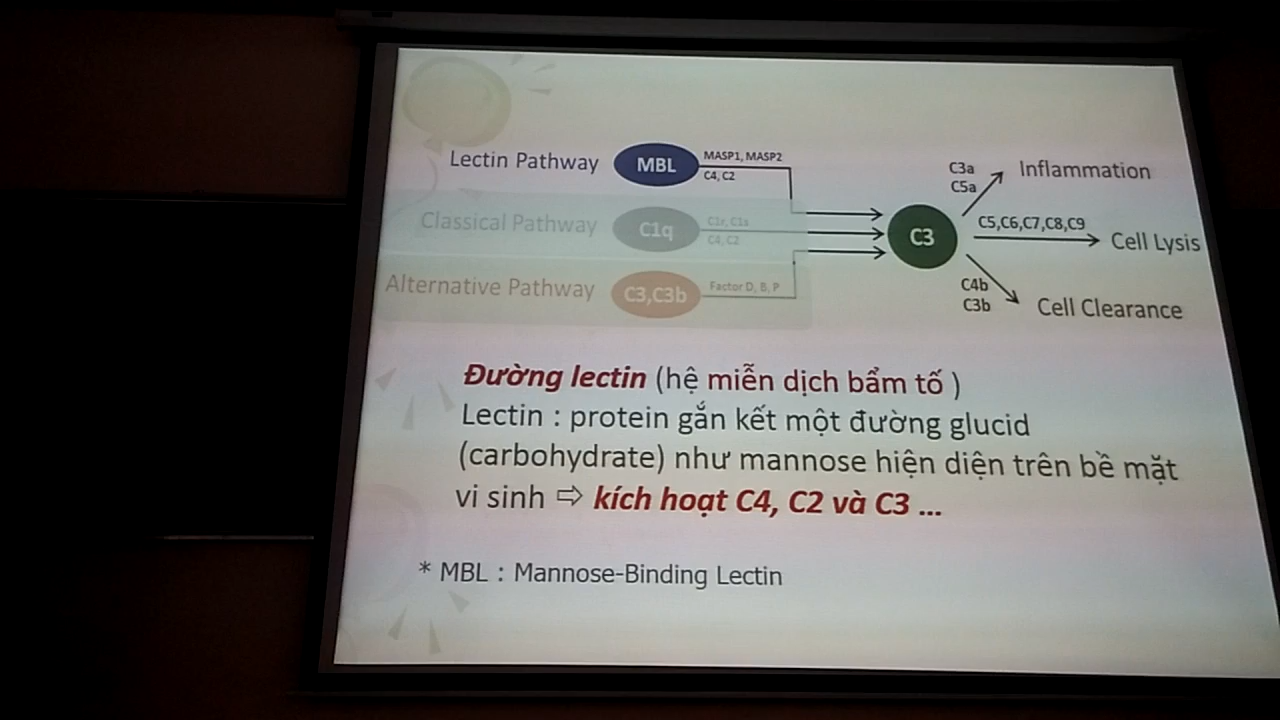 Lectin Pathway MBL MASP1, MASP2
C4, C2
Classical Pathway C1q C1r, C1s
C4, C2
Alternative Pathway C3,C3b Factor D, B, P
C3
C3a
C5a
Inflammation
C5,C6,C7,C8,C9
Cell Lysis
C4b
C3b
Cell Clearance
Đường lectin (hệ miễn dịch bẩm tố )
Lectin : protein gắn kết một đường glucid
(carbohydrate) như mannose hiện diện trên bề mặt
vi sinh ⇨ kích hoạt C4, C2 và C3 ...
* MBL : Mannose-Binding Lectin